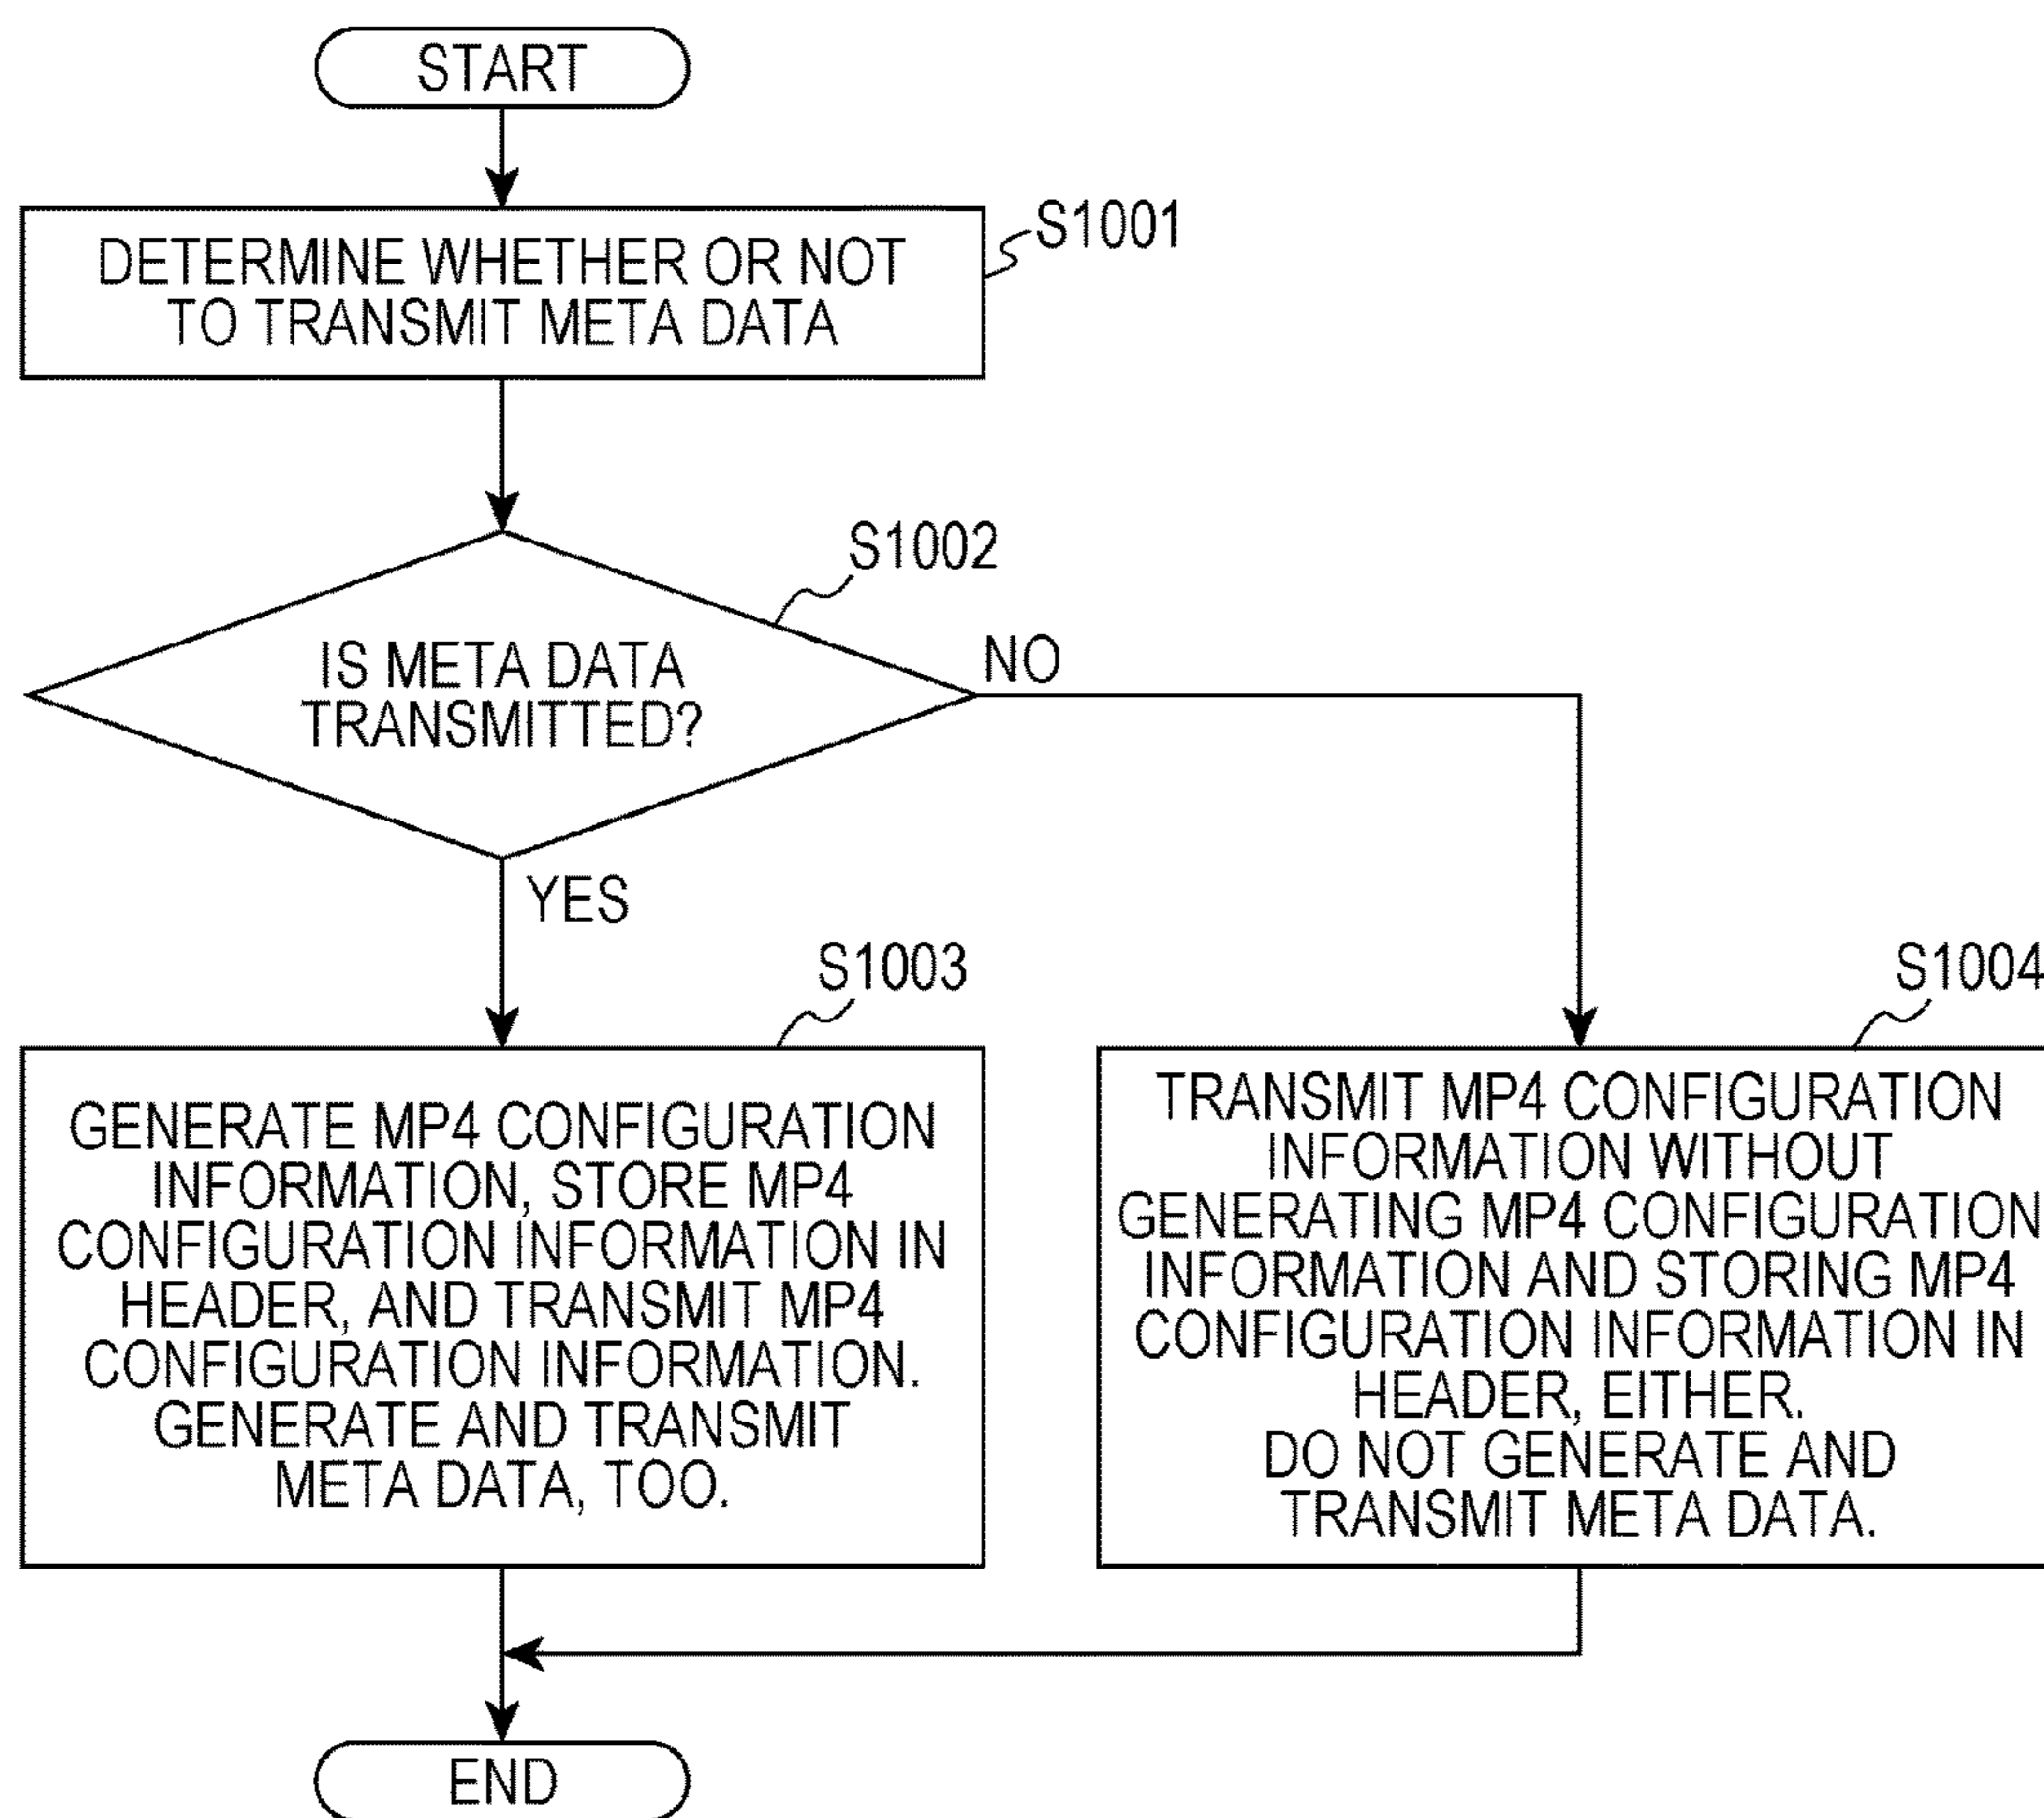 START
S1001
DETERMINE WHETHER OR NOT
TO TRANSMIT META DATA
S1002
IS META DATA
TRANSMITTED?
NO
YES
S1003
GENERATE MP4 CONFIGURATION
INFORMATION, STORE MP4
CONFIGURATION INFORMATION IN
HEADER, AND TRANSMIT MP4
CONFIGURATION INFORMATION.
GENERATE AND TRANSMIT
META DATA, TOO.
S1004
TRANSMIT MP4 CONFIGURATION
INFORMATION WITHOUT
GENERATING MP4 CONFIGURATION
INFORMATION AND STORING MP4
CONFIGURATION INFORMATION IN
HEADER, EITHER.
DO NOT GENERATE AND
TRANSMIT META DATA.
END